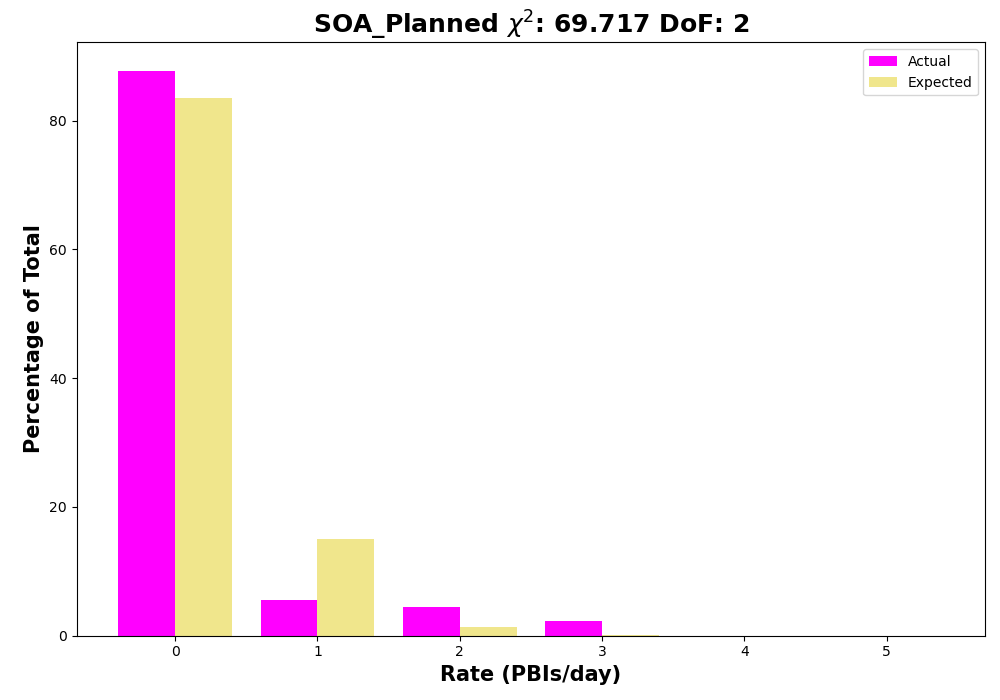 SOA_Planned χ²: 69.717 DoF: 2
Actual
Expected
Percentage of Total
80
60
40
20
0
0 1 2 3 4 5
Rate (PBIs/day)